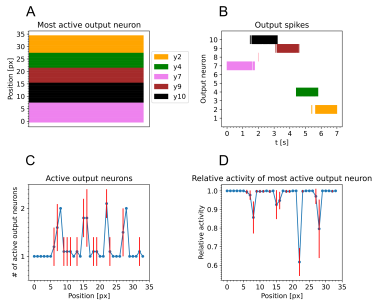 A
Most active output neuron
Position [px]
35
30
25
20
15
10
5
0
y2
y4
y7
y9
y10
B
Output spikes
Output neuron
10
9
8
7
6
5
4
3
2
1
0 1 2 3 4 5 6 7
t [s]
C
Active output neurons
# of active output neurons
2
1
0 5 10 15 20 25 30 35
Position [px]
D
Relative activity of most active output neuron
Relative activity
1.0
0.9
0.8
0.7
0.6
0 5 10 15 20 25 30 35
Position [px]